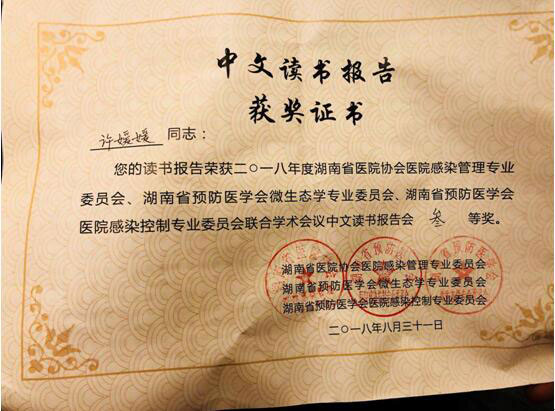 中文读书报告
获奖证书
许媛媛 同志：
您的读书报告荣获二〇一八年度湖南省医院协会医院感染管理专业
委员会、湖南省预防医学会微生态学专业委员会、湖南省预防医学会
医院感染控制专业委员会联合学术会议中文读书报告会 叁 等奖。
湖南省医院协会医院感染管理专业委员会
湖南省预防医学会微生态学专业委员会
湖南省预防医学会医院感染控制专业委员会
二〇一八年八月三十一日